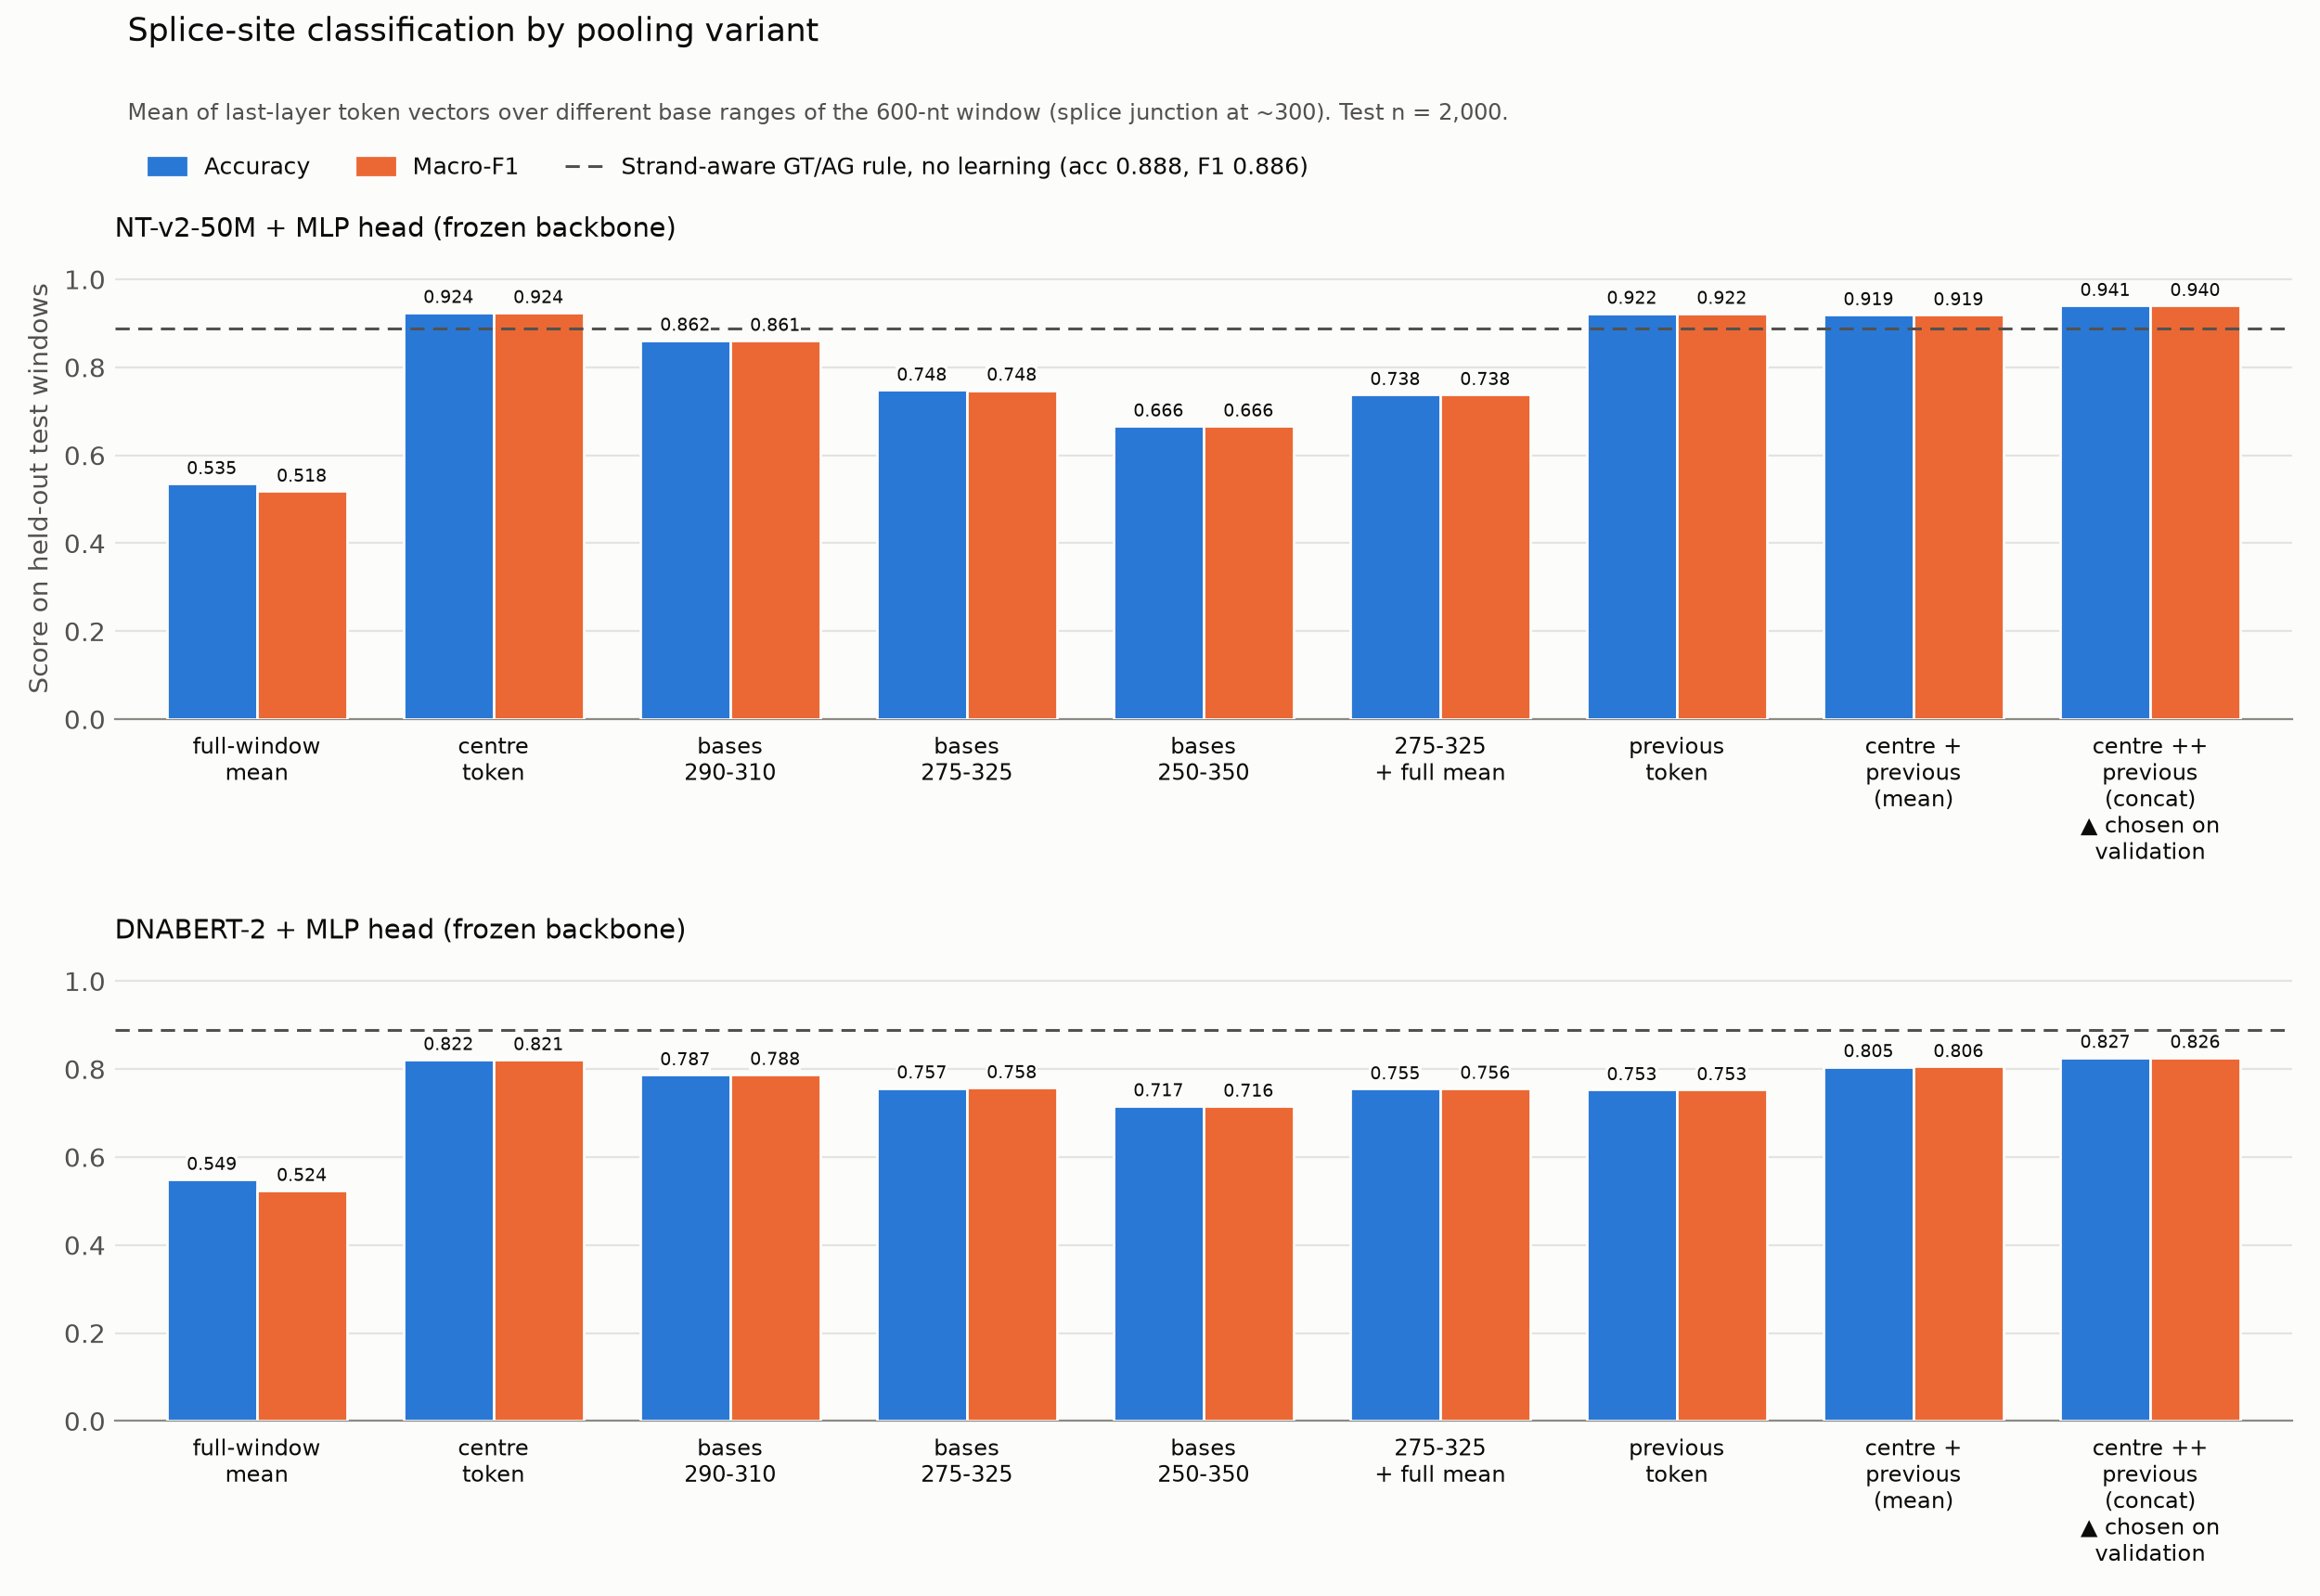 Splice-site classification by pooling variant
Mean of last-layer token vectors over different base ranges of the 600-nt window (splice junction at ~300). Test n = 2,000.
Accuracy Macro-F1 Strand-aware GT/AG rule, no learning (acc 0.888, F1 0.886)
NT-v2-50M + MLP head (frozen backbone)
Score on held-out test windows
1.0
0.8
0.6
0.4
0.2
0.0
0.535 0.518 0.924 0.924 0.862 0.861 0.748 0.748 0.666 0.666 0.738 0.738 0.922 0.922 0.919 0.919 0.941 0.940
full-window
mean
centre
token
bases
290-310
bases
275-325
bases
250-350
275-325
+ full mean
previous
token
centre +
previous
(mean)
centre ++
previous
(concat)
▲ chosen on
validation
DNABERT-2 + MLP head (frozen backbone)
1.0
0.8
0.6
0.4
0.2
0.0
0.549 0.524 0.822 0.821 0.787 0.788 0.757 0.758 0.717 0.716 0.755 0.756 0.753 0.753 0.805 0.806 0.827 0.826
full-window
mean
centre
token
bases
290-310
bases
275-325
bases
250-350
275-325
+ full mean
previous
token
centre +
previous
(mean)
centre ++
previous
(concat)
▲ chosen on
validation